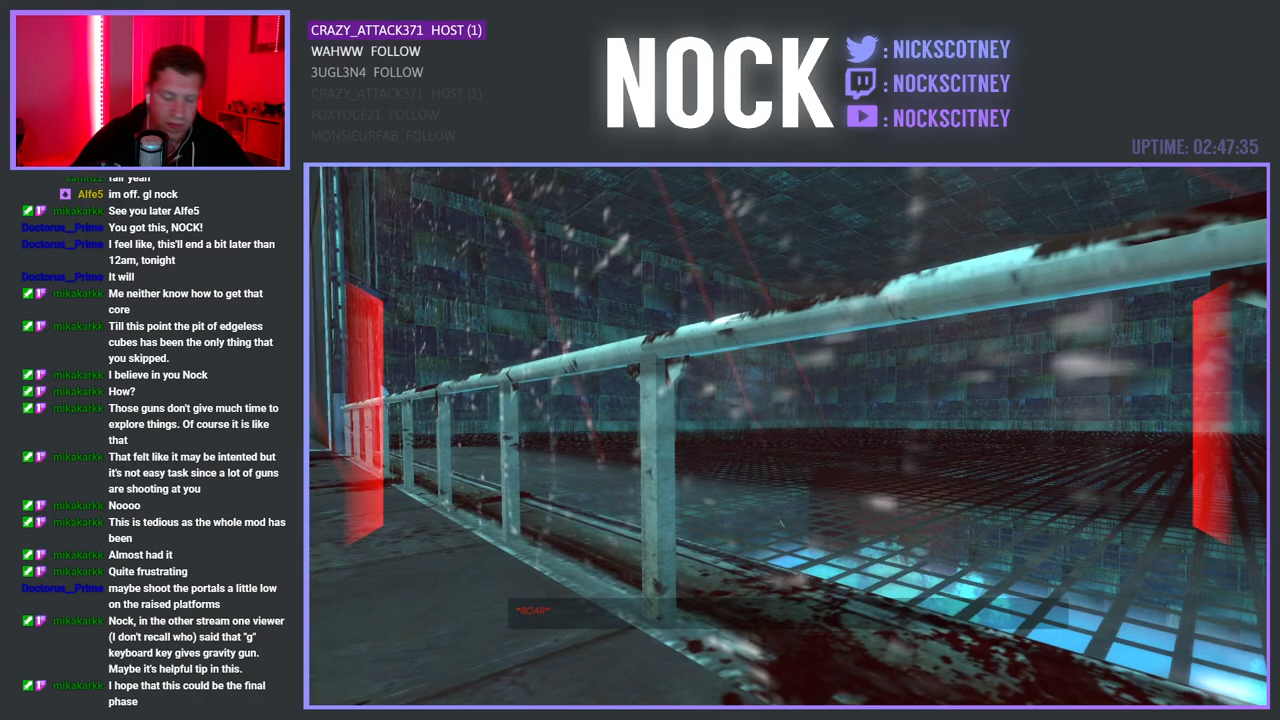 CRAZY_ATTACK371 HOST (1)
WAHWW FOLLOW
3UGL3N4 FOLLOW
CRAZY_ATTACK371 HOST (1)
FOXYOCE21 FOLLOW
MONSIEURFAB FOLLOW
NOCK
: NICKSCOTNEY
: NOCKSCITNEY
: NOCKSCITNEY
UPTIME: 02:47:35
fair yeah
Alfe5 im off. gl nock
mikakarkk See you later Alfe5
Doctorus__Prime You got this, NOCK!
Doctorus__Prime I feel like, this'll end a bit later than
12am, tonight
Doctorus__Prime It will
mikakarkk Me neither know how to get that
core
mikakarkk Till this point the pit of edgeless
cubes has been the only thing that
you skipped.
mikakarkk I believe in you Nock
mikakarkk How?
mikakarkk Those guns don't give much time to
explore things. Of course it is like
that
mikakarkk That felt like it may be intented but
it's not easy task since a lot of guns
are shooting at you
mikakarkk Noooo
mikakarkk This is tedious as the whole mod has
been
mikakarkk Almost had it
mikakarkk Quite frustrating
Doctorus__Prime maybe shoot the portals a little low
on the raised platforms
mikakarkk Nock, in the other stream one viewer
(I don't recall who) said that "g"
keyboard key gives gravity gun.
Maybe it's helpful tip in this.
mikakarkk I hope that this could be the final
phase
*ROAR*